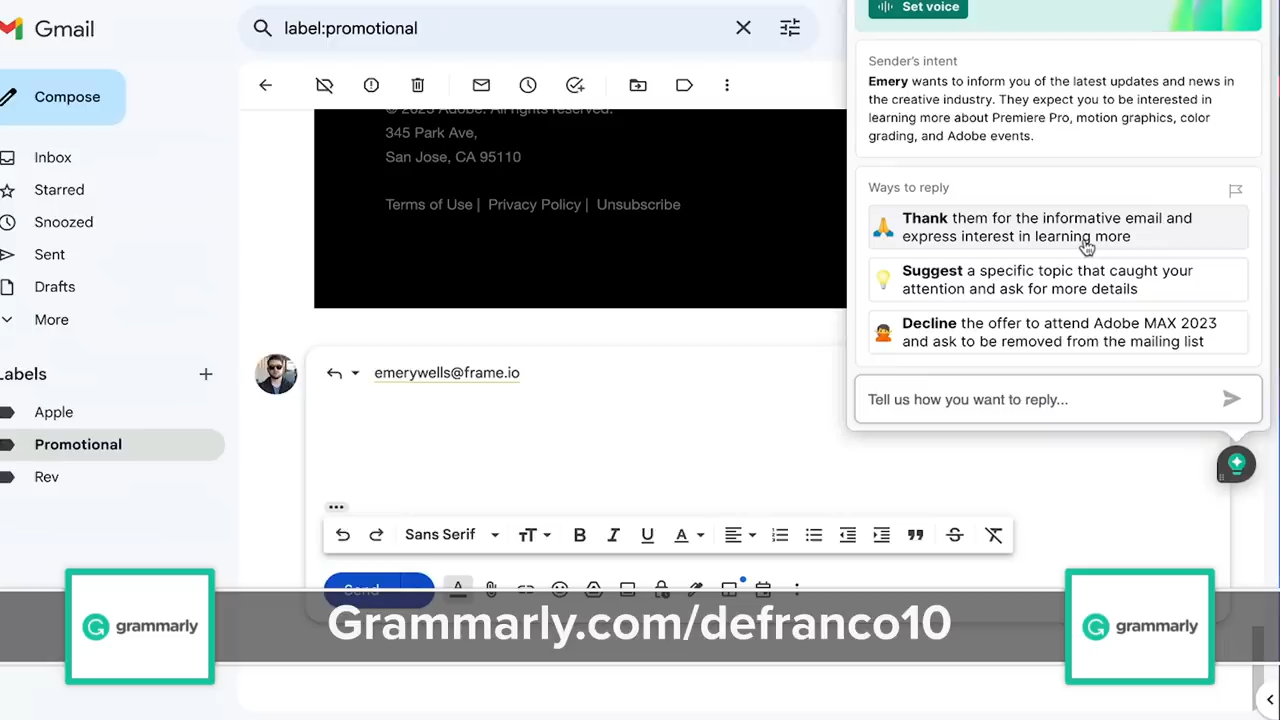 Gmail
label:promotional
Set voice
Compose
Sender's intent
Emery wants to inform you of the latest updates and news in
the creative industry. They expect you to be interested in
learning more about Premiere Pro, motion graphics, color
grading, and Adobe events.
© 2023 Adobe. All rights reserved.
345 Park Ave,
San Jose, CA 95110
Terms of Use | Privacy Policy | Unsubscribe
Inbox
Starred
Snoozed
Sent
Drafts
More
Labels
Apple
Promotional
Rev
Ways to reply
Thank them for the informative email and
express interest in learning more
Suggest a specific topic that caught your
attention and ask for more details
Decline the offer to attend Adobe MAX 2023
and ask to be removed from the mailing list
Tell us how you want to reply...
emerywells@frame.io
Sans Serif
Send
grammarly
Grammarly.com/defranco10
grammarly